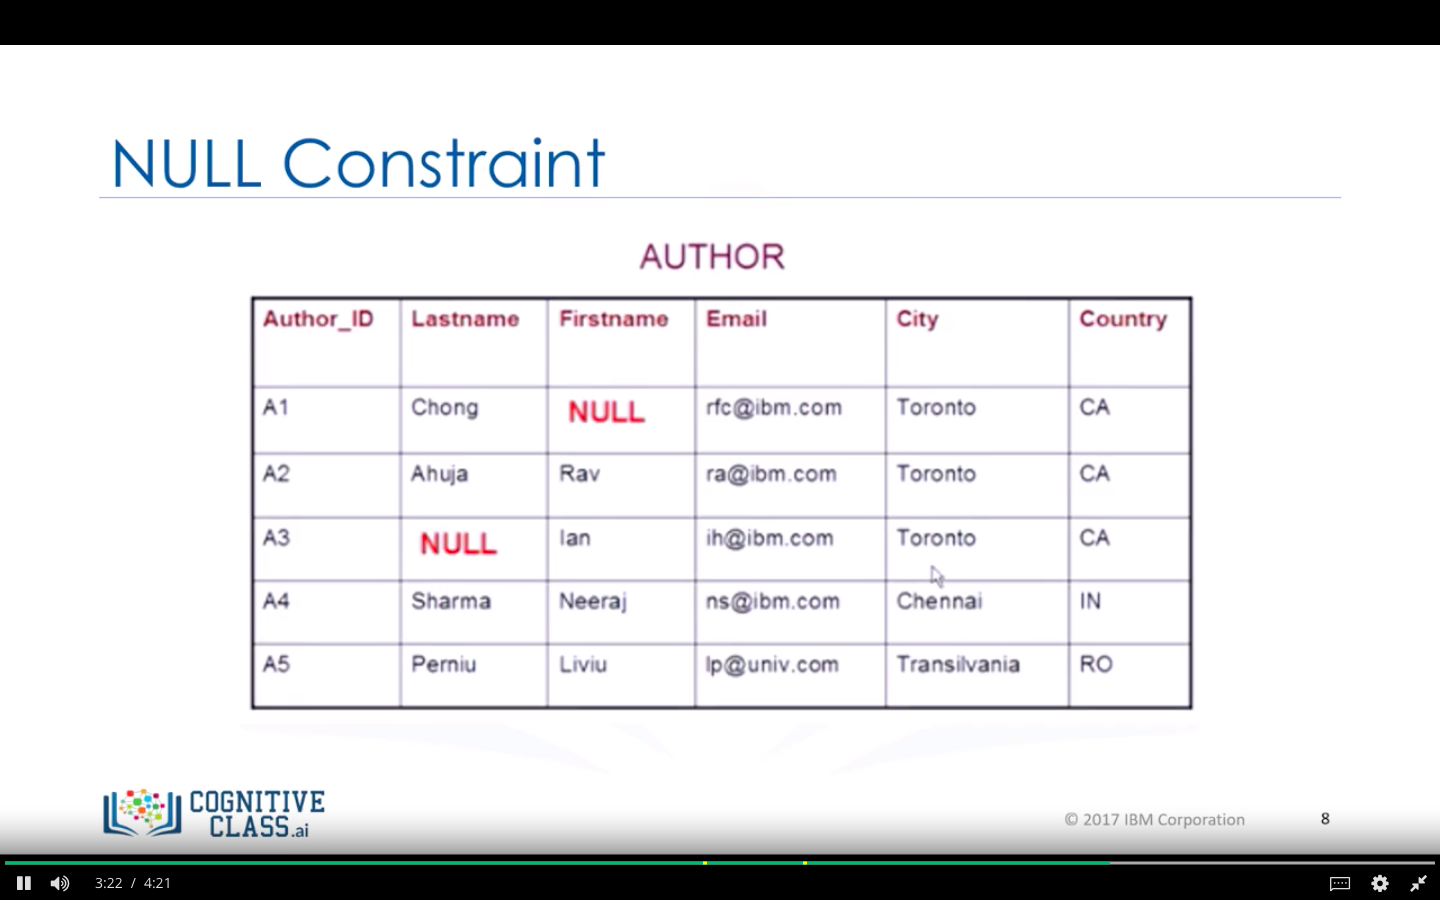 NULL Constraint
AUTHOR
Author_ID Lastname Firstname Email City Country
A1 Chong NULL rfc@ibm.com Toronto CA
A2 Ahuja Rav ra@ibm.com Toronto CA
A3 NULL Ian ih@ibm.com Toronto CA
A4 Sharma Neeraj ns@ibm.com Chennai IN
A5 Perniu Liviu lp@univ.com Transilvania RO
COGNITIVE
CLASS.ai
© 2017 IBM Corporation 8
3:22 / 4:21